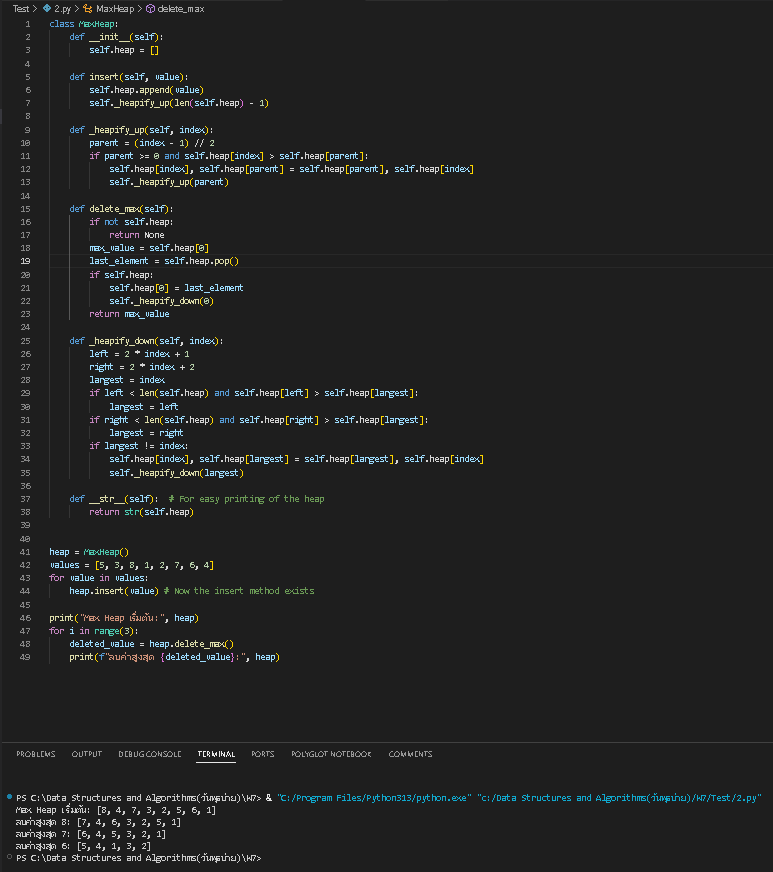 Test > 2.py > MaxHeap > delete_max
1 class MaxHeap:
2     def __init__(self):
3         self.heap = []
4
5     def insert(self, value):
6         self.heap.append(value)
7         self._heapify_up(len(self.heap) - 1)
8
9     def _heapify_up(self, index):
10         parent = (index - 1) // 2
11         if parent >= 0 and self.heap[index] > self.heap[parent]:
12             self.heap[index], self.heap[parent] = self.heap[parent], self.heap[index]
13             self._heapify_up(parent)
14
15     def delete_max(self):
16         if not self.heap:
17             return None
18         max_value = self.heap[0]
19         last_element = self.heap.pop()
20         if self.heap:
21             self.heap[0] = last_element
22             self._heapify_down(0)
23         return max_value
24
25     def _heapify_down(self, index):
26         left = 2 * index + 1
27         right = 2 * index + 2
28         largest = index
29         if left < len(self.heap) and self.heap[left] > self.heap[largest]:
30             largest = left
31         if right < len(self.heap) and self.heap[right] > self.heap[largest]:
32             largest = right
33         if largest != index:
34             self.heap[index], self.heap[largest] = self.heap[largest], self.heap[index]
35             self._heapify_down(largest)
36
37     def __str__(self):  # For easy printing of the heap
38         return str(self.heap)
39
40
41 heap = MaxHeap()
42 values = [5, 3, 8, 1, 2, 7, 6, 4]
43 for value in values:
44     heap.insert(value) # Now the insert method exists
45
46 print("Max Heap เริ่มต้น:", heap)
47 for i in range(3):
48     deleted_value = heap.delete_max()
49     print(f"ลบค่าสูงสุด {deleted_value}:", heap)
PROBLEMS OUTPUT DEBUG CONSOLE TERMINAL PORTS POLYGLOT NOTEBOOK COMMENTS
PS C:\Data Structures and Algorithms(วันพุธบ่าย)\W7> & "C:/Program Files/Python313/python.exe" "c:/Data Structures and Algorithms(วันพุธบ่าย)/W7/Test/2.py"
Max Heap เริ่มต้น: [8, 4, 7, 3, 2, 5, 6, 1]
ลบค่าสูงสุด 8: [7, 4, 6, 3, 2, 5, 1]
ลบค่าสูงสุด 7: [6, 4, 5, 3, 2, 1]
ลบค่าสูงสุด 6: [5, 4, 1, 3, 2]
PS C:\Data Structures and Algorithms(วันพุธบ่าย)\W7>